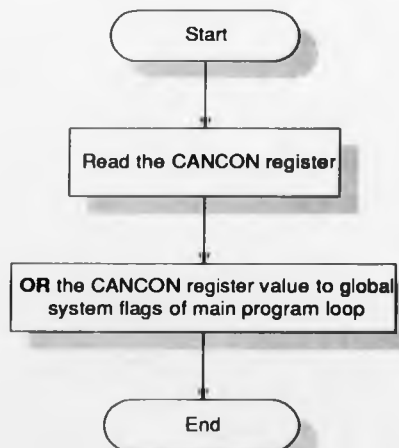 Start
Read the CANCON register
OR the CANCON register value to global
system flags of main program loop
End